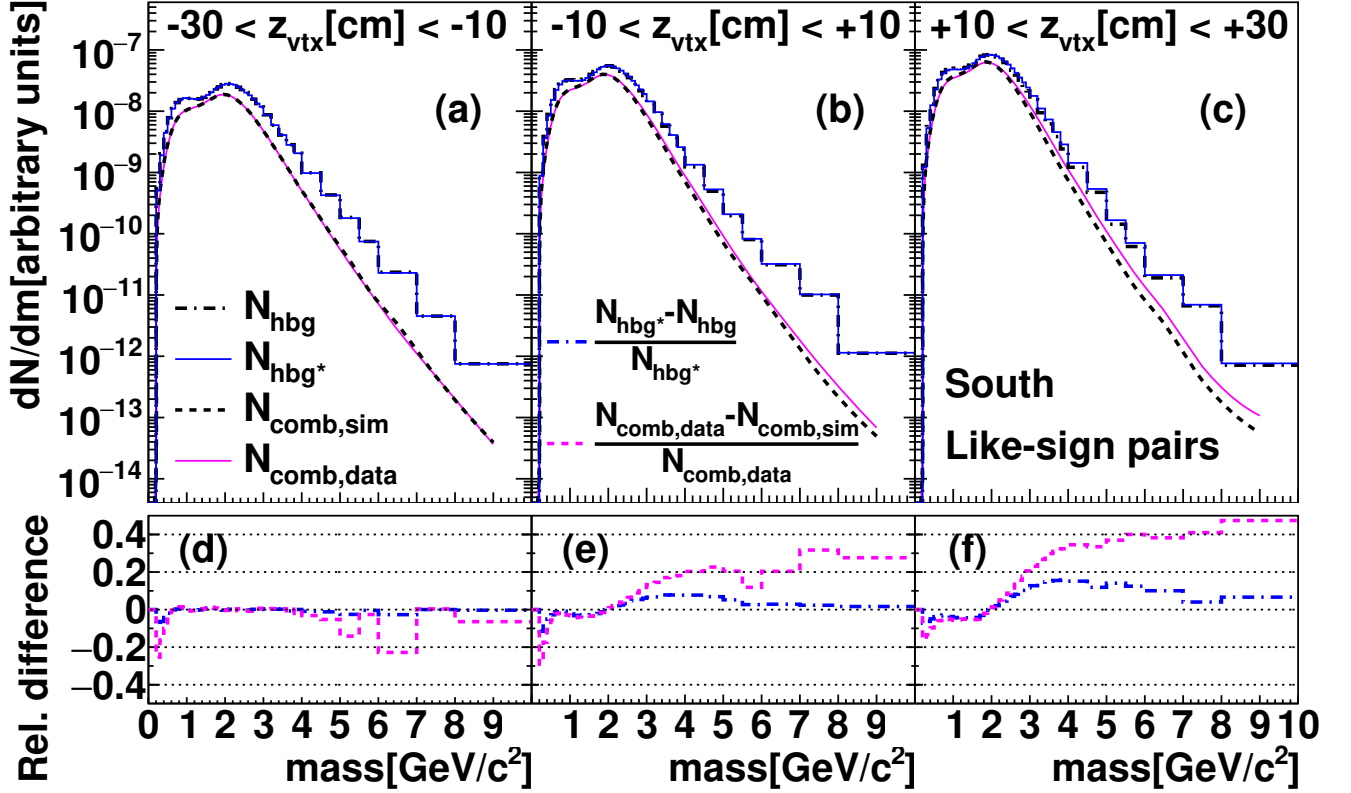 -30 < z_vtx[cm] < -10
-10 < z_vtx[cm] < +10
+10 < z_vtx[cm] < +30
dN/dm[arbitrary units]
10^−7
10^−8
10^−9
10^−10
10^−11
10^−12
10^−13
10^−14
(a)
(b)
(c)
N_hbg
N_hbg*
N_comb,sim
N_comb,data
N_hbg*-N_hbg
N_hbg*
N_comb,data-N_comb,sim
N_comb,data
South
Like-sign pairs
Rel. difference
0.4
0.2
0
−0.2
−0.4
(d)
(e)
(f)
0 1 2 3 4 5 6 7 8 9
1 2 3 4 5 6 7 8 9
1 2 3 4 5 6 7 8 9 10
mass[GeV/c^2]
mass[GeV/c^2]
mass[GeV/c^2]